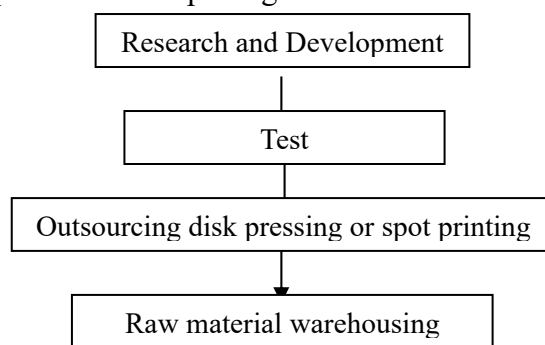 Research and Development
Test
Outsourcing disk pressing or spot printing
Raw material warehousing